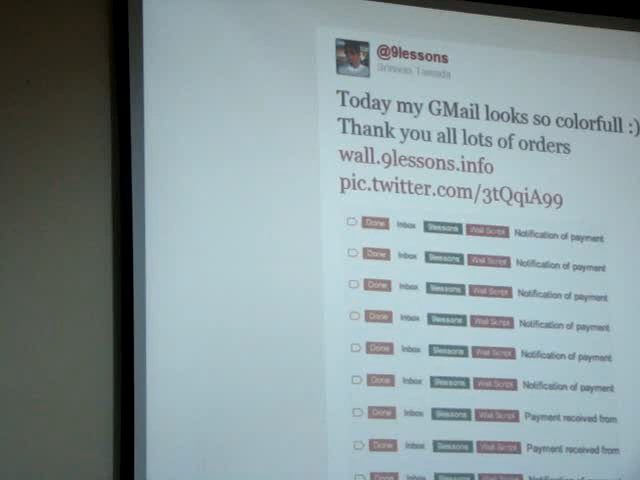 @9lessons
Srinivas Tamada
Today my GMail looks so colorfull :)
Thank you all lots of orders
wall.9lessons.info
pic.twitter.com/3tQqiA99
Done Inbox 9lessons Wall Script Notification of payment
Done Inbox 9lessons Wall Script Notification of payment
Done Inbox 9lessons Wall Script Notification of payment
Done Inbox 9lessons Wall Script Notification of payment
Done Inbox 9lessons Wall Script Notification of payment
Done Inbox 9lessons Wall Script Notification of payment
Done Inbox 9lessons Wall Script Payment received from
Done Inbox 9lessons Wall Script Payment received from